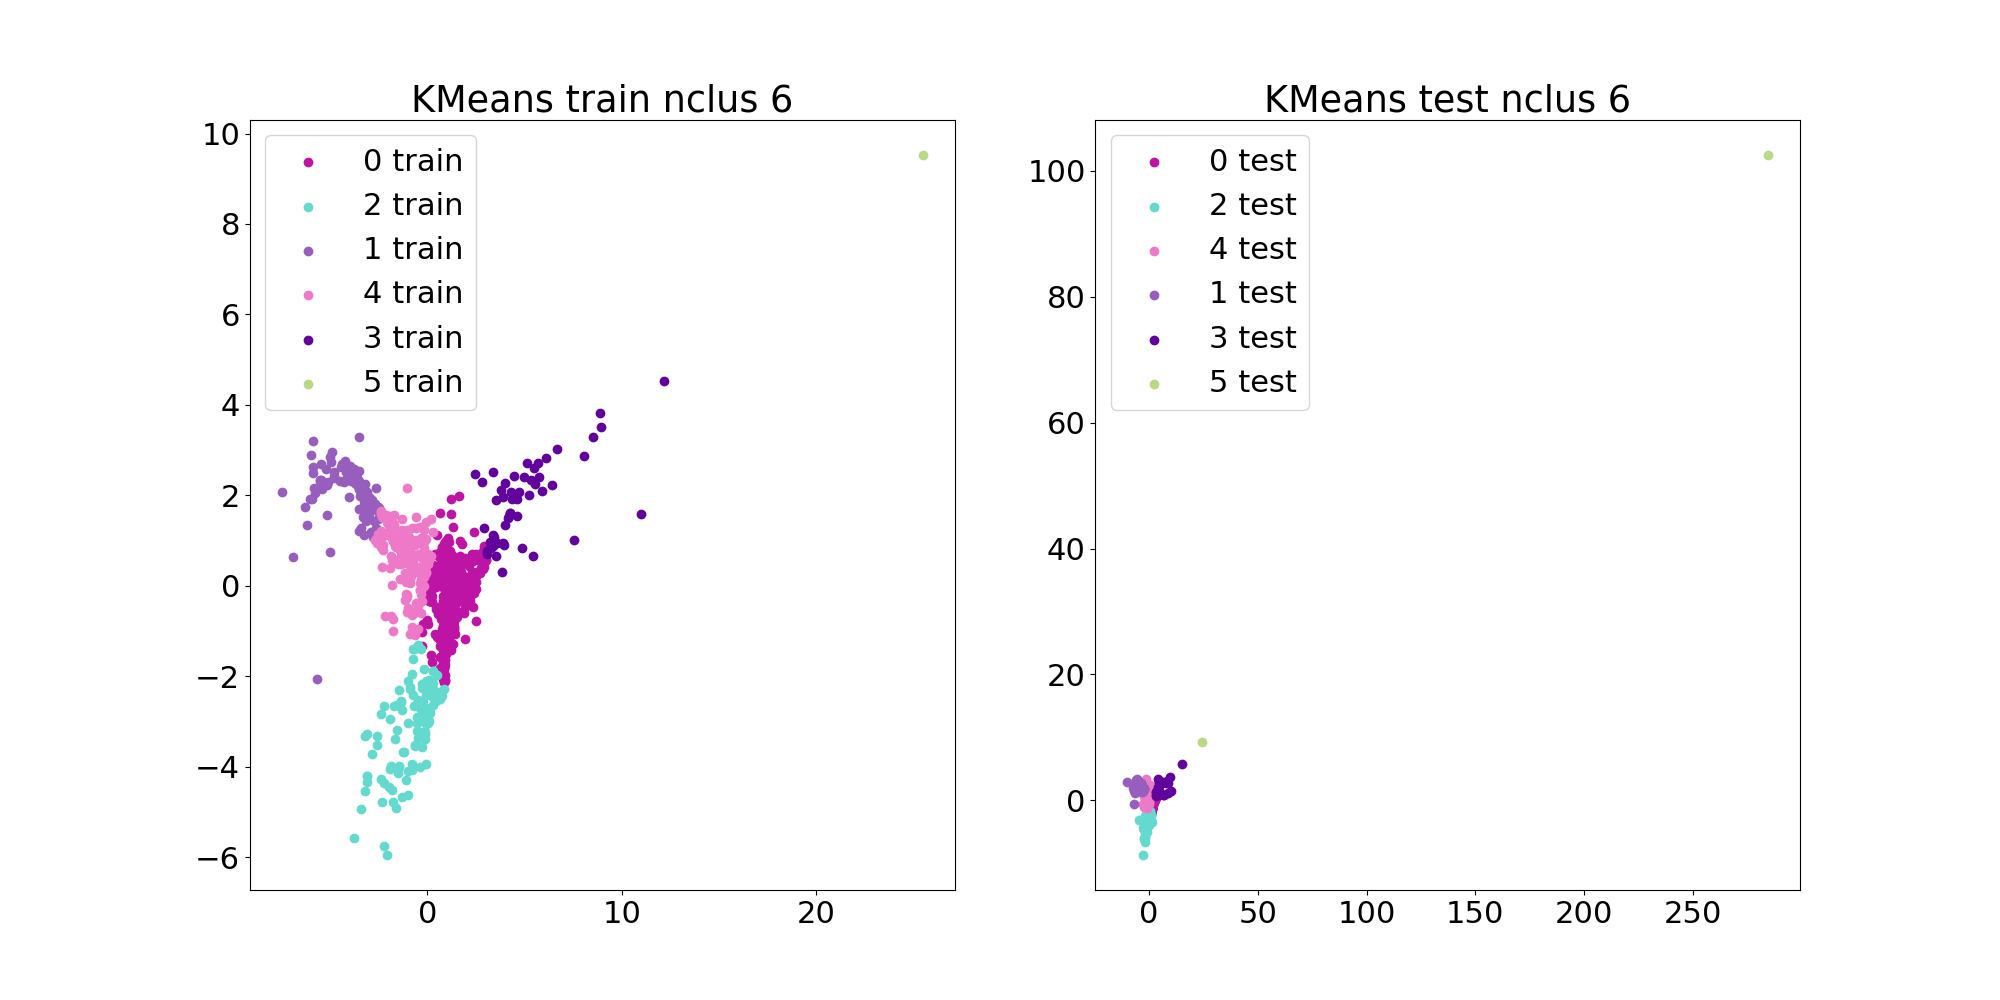 KMeans train nclus 6
10
8
6
4
2
0
−2
−4
−6
0 train
2 train
1 train
4 train
3 train
5 train
0
10
20
KMeans test nclus 6
100
80
60
40
20
0
0 test
2 test
4 test
1 test
3 test
5 test
0
50
100
150
200
250